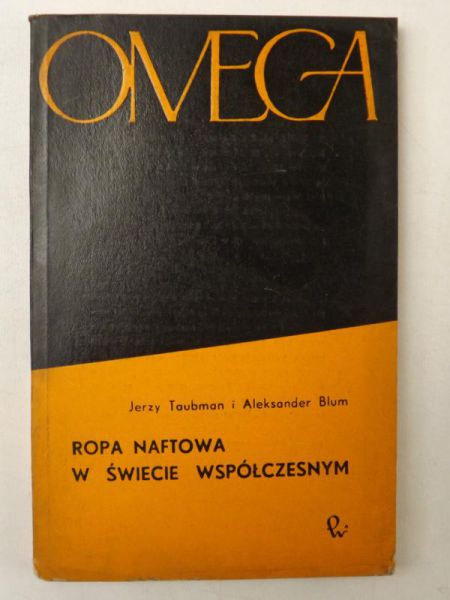 OMEGA
Jerzy Taubman i Aleksander Blum
ROPA NAFTOWA
W ŚWIECIE WSPÓŁCZESNYM